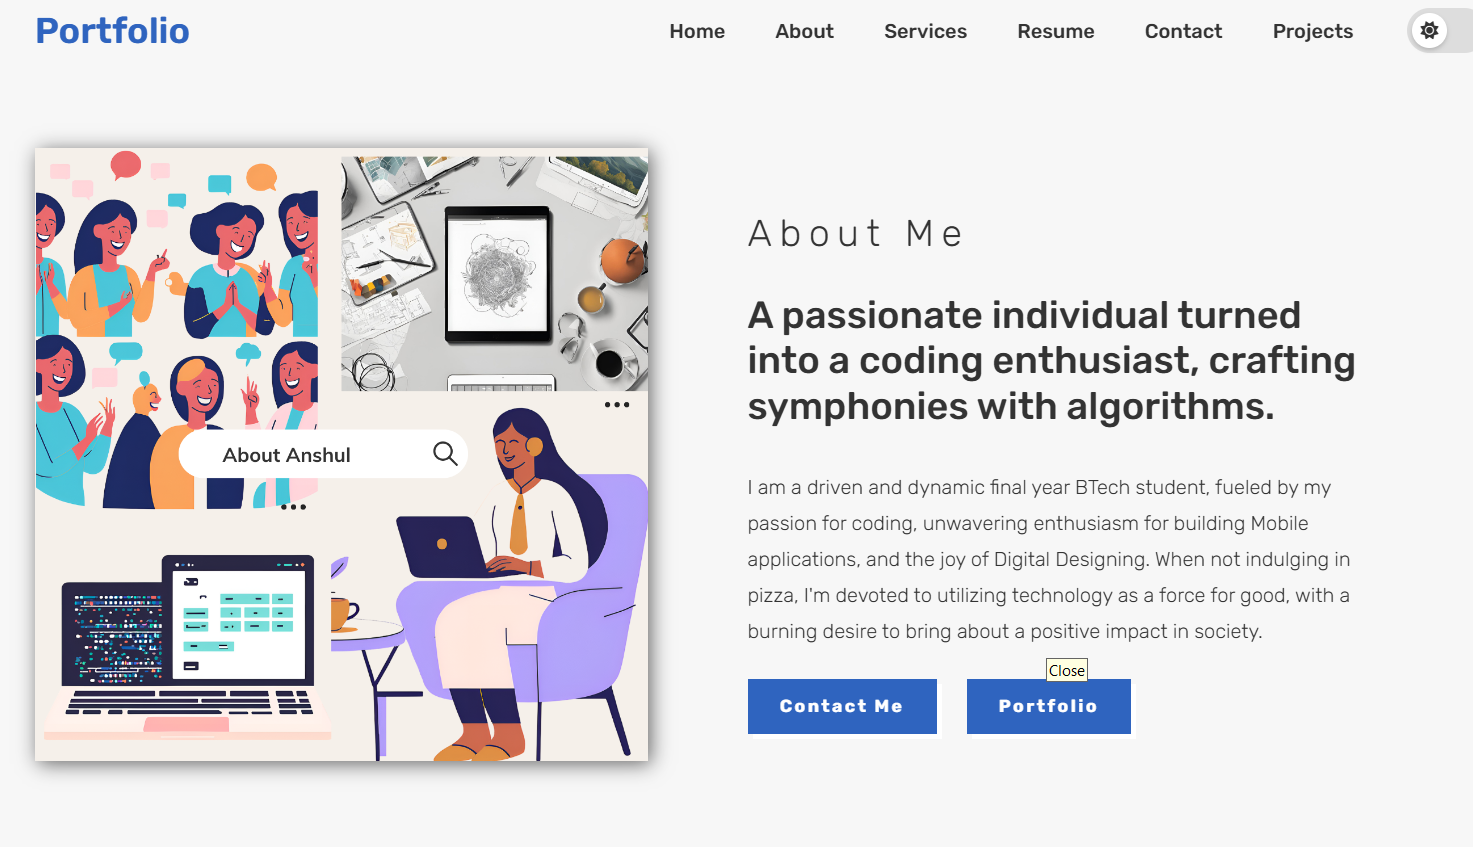 Portfolio
Home
About
Services
Resume
Contact
Projects
About Anshul
About Me
A passionate individual turned
into a coding enthusiast, crafting
symphonies with algorithms.
I am a driven and dynamic final year BTech student, fueled by my
passion for coding, unwavering enthusiasm for building Mobile
applications, and the joy of Digital Designing. When not indulging in
pizza, I'm devoted to utilizing technology as a force for good, with a
burning desire to bring about a positive impact in society.
Close
Contact Me
Portfolio